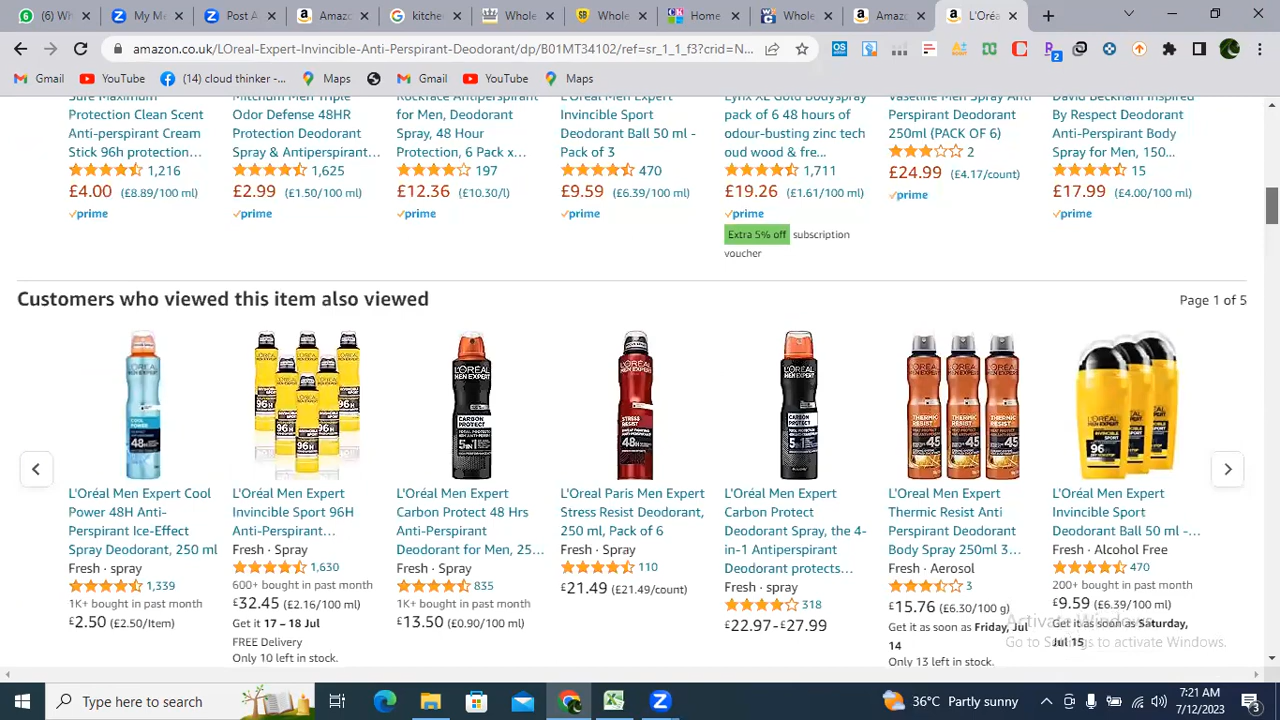 (1) Wh
My Me
Post A
Amazo
kitche
Whole
Whole
Home
Whole
Amazo
L'Oréa
amazon.co.uk/LOreal-Expert-Invincible-Anti-Perspirant-Deodorant/dp/B01MT34102/ref=sr_1_1_f3?crid=N...
Gmail
YouTube
(14) cloud thinker -...
Maps
Gmail
YouTube
Maps
Sure Maximum
Protection Clean Scent
Anti-perspirant Cream
Stick 96h protection...
1,216
£4.00 (£8.89/100 ml)
prime
Mitchum Men Triple
Odor Defense 48HR
Protection Deodorant
Spray & Antiperspirant...
1,625
£2.99 (£1.50/100 ml)
prime
Rockface Antiperspirant
for Men, Deodorant
Spray, 48 Hour
Protection, 6 Pack x...
197
£12.36 (£10.30/l)
prime
L'Oréal Men Expert
Invincible Sport
Deodorant Ball 50 ml -
Pack of 3
470
£9.59 (£6.39/100 ml)
prime
Lynx XL Gold Bodyspray
pack of 6 48 hours of
odour-busting zinc tech
oud wood & fre...
1,711
£19.26 (£1.61/100 ml)
prime
Extra 5% off subscription
voucher
Vaseline Men Spray Anti
Perspirant Deodorant
250ml (PACK OF 6)
2
£24.99 (£4.17/count)
prime
David Beckham Inspired
By Respect Deodorant
Anti-Perspirant Body
Spray for Men, 150...
15
£17.99 (£4.00/100 ml)
prime
Customers who viewed this item also viewed
Page 1 of 5
L'Oréal Men Expert Cool
Power 48H Anti-
Perspirant Ice-Effect
Spray Deodorant, 250 ml
Fresh · spray
1,339
1K+ bought in past month
£2.50 (£2.50/Item)
L'Oréal Men Expert
Invincible Sport 96H
Anti-Perspirant...
Fresh · Spray
1,630
600+ bought in past month
£32.45 (£2.16/100 ml)
Get it 17 – 18 Jul
FREE Delivery
Only 10 left in stock.
L'Oréal Men Expert
Carbon Protect 48 Hrs
Anti-Perspirant
Deodorant for Men, 25...
Fresh · Spray
835
1K+ bought in past month
£13.50 (£0.90/100 ml)
L'Oreal Paris Men Expert
Stress Resist Deodorant,
250 ml, Pack of 6
Fresh · Spray
110
£21.49 (£21.49/count)
L'Oréal Men Expert
Carbon Protect
Deodorant Spray, the 4-
in-1 Antiperspirant
Deodorant protects...
Fresh · spray
318
£22.97-£27.99
L'Oréal Men Expert
Thermic Resist Anti
Perspirant Deodorant
Body Spray 250ml 3...
Fresh · Aerosol
3
£15.76 (£6.30/100 g)
Get it as soon as Friday, Jul
14
Only 13 left in stock.
L'Oréal Men Expert
Invincible Sport
Deodorant Ball 50 ml -...
Fresh · Alcohol Free
470
200+ bought in past month
£9.59 (£6.39/100 ml)
Get it as soon as Saturday,
Jul 15
Activate Windows
Go to Settings to activate Windows.
Type here to search
36°C Partly sunny
7:21 AM
7/12/2023
3